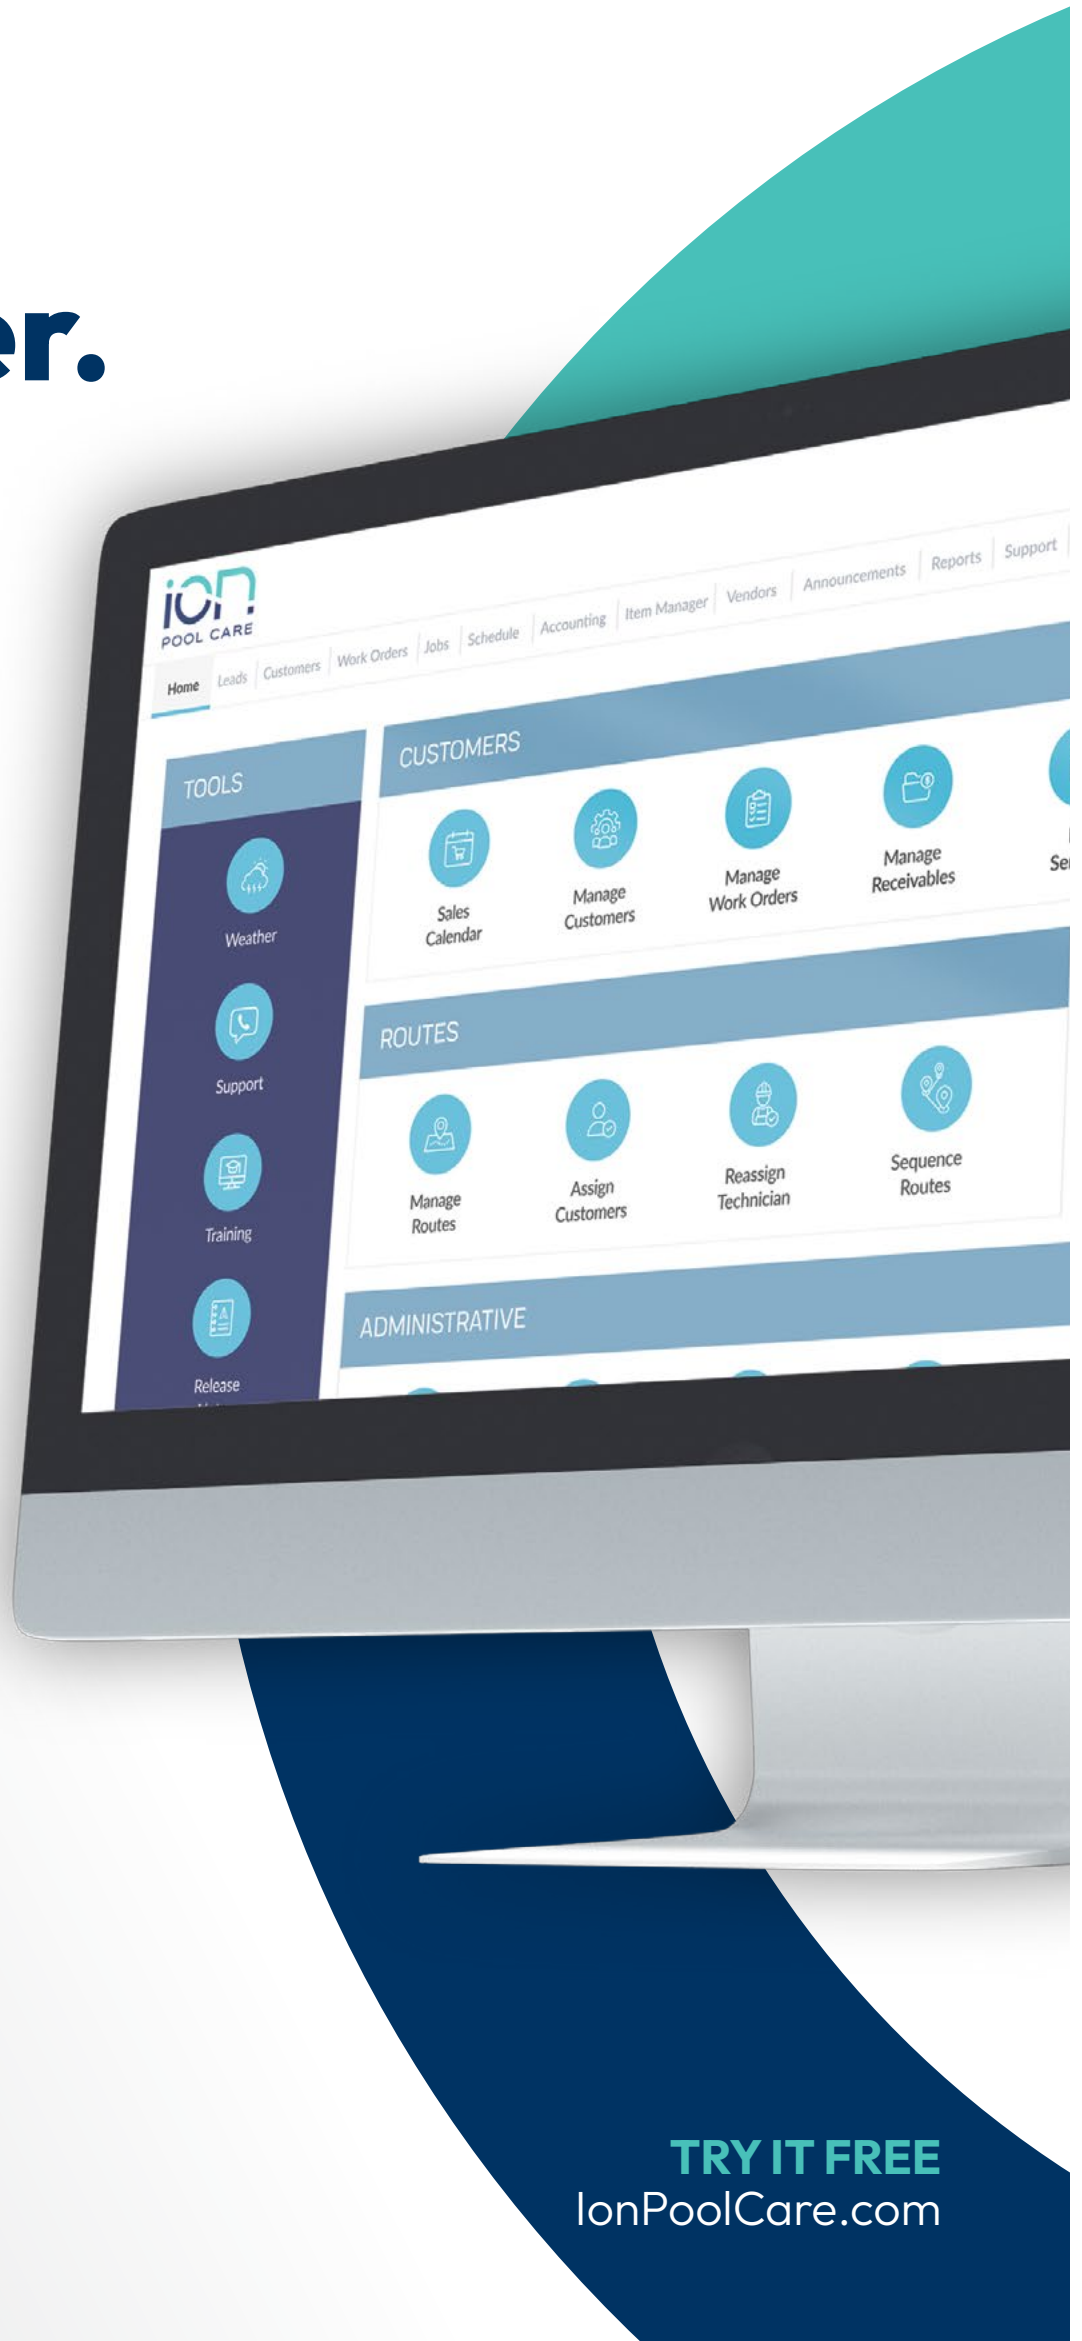 er.
ion
POOL CARE
Home Leads Customers Work Orders Jobs Schedule Accounting Item Manager Vendors Announcements Reports Support
TOOLS
Weather
Support
Training
Release
CUSTOMERS
Sales
Calendar
Manage
Customers
Manage
Work Orders
Manage
Receivables
ROUTES
Manage
Routes
Assign
Customers
Reassign
Technician
Sequence
Routes
ADMINISTRATIVE
TRY IT FREE
IonPoolCare.com